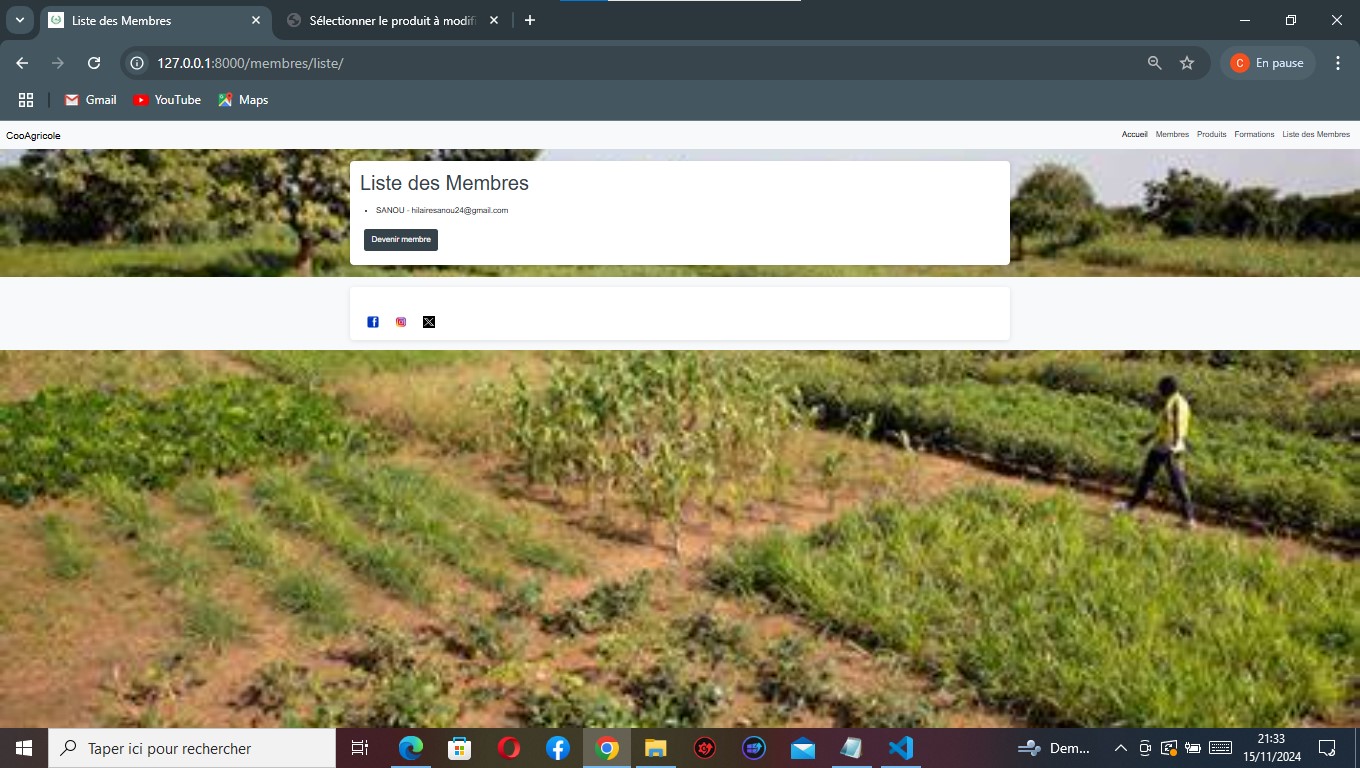 Liste des Membres
Sélectionner le produit à modifi
127.0.0.1:8000/membres/liste/
C En pause
Gmail YouTube Maps
CooAgricole
Accueil Membres Produits Formations Liste des Membres
Liste des Membres
• SANOU - hilairesanou24@gmail.com
Devenir membre
Taper ici pour rechercher
Dem...
21:33
15/11/2024